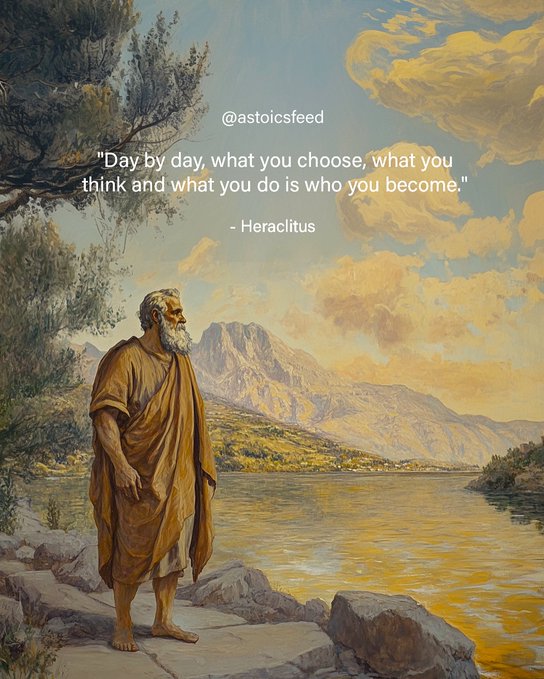 @astoicsfeed
"Day by day, what you choose, what you
think and what you do is who you become."
- Heraclitus